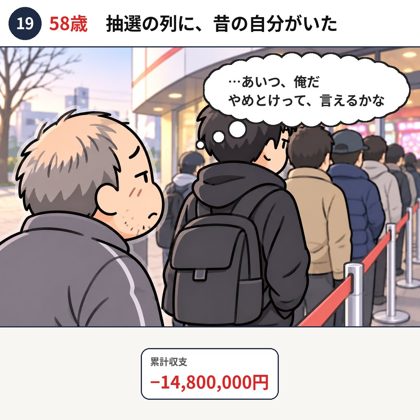 19 58歳 抽選の列に、昔の自分がいた
…あいつ、俺だ
やめとけって、言えるかな
累計収支
−14,800,000円